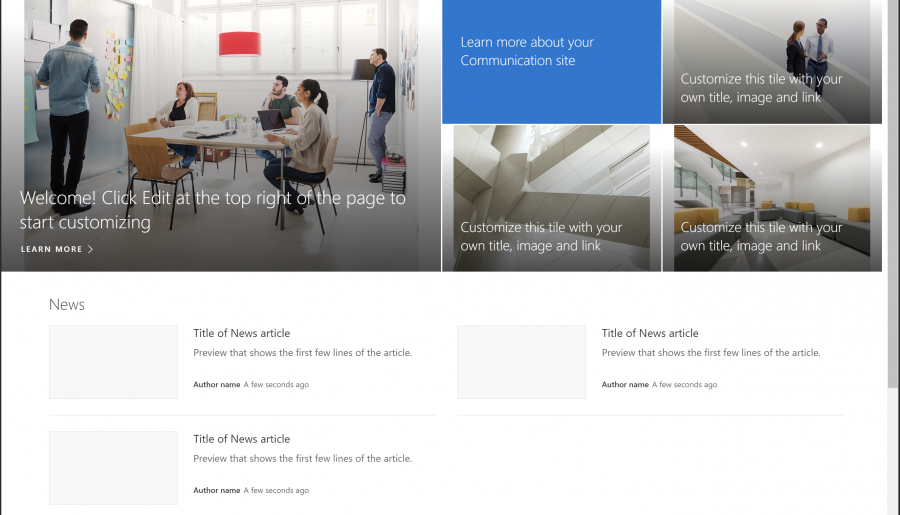 Learn more about your
Communication site
Customize this tile with your
own title, image and link
Welcome! Click Edit at the top right of the page to
start customizing
LEARN MORE
Customize this tile with your
own title, image and link
Customize this tile with your
own title, image and link
News
Title of News article
Preview that shows the first few lines of the article.
Author name A few seconds ago
Title of News article
Preview that shows the first few lines of the article.
Author name A few seconds ago
Title of News article
Preview that shows the first few lines of the article.
Author name A few seconds ago